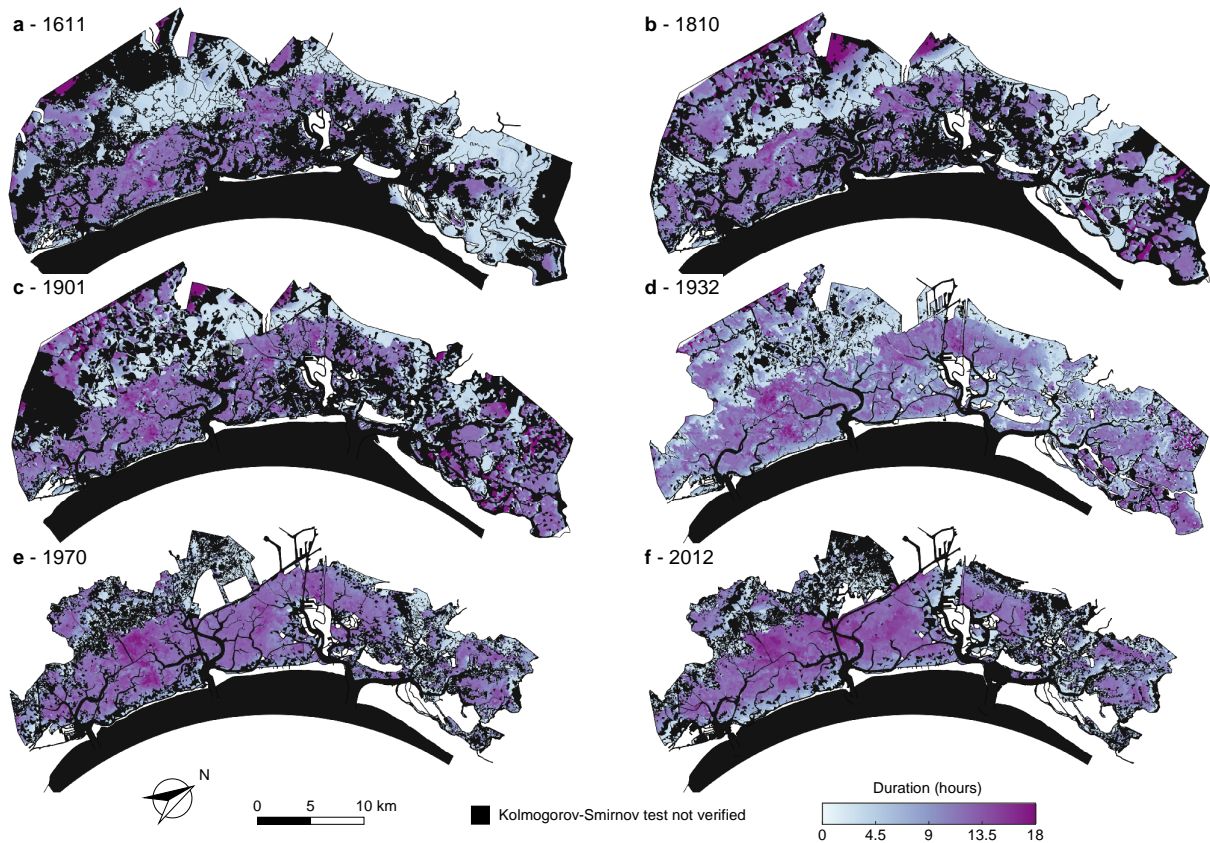 a - 1611
b - 1810
c - 1901
d - 1932
e - 1970
f - 2012
N
0 5 10 km
Kolmogorov-Smirnov test not verified
Duration (hours)
0 4.5 9 13.5 18